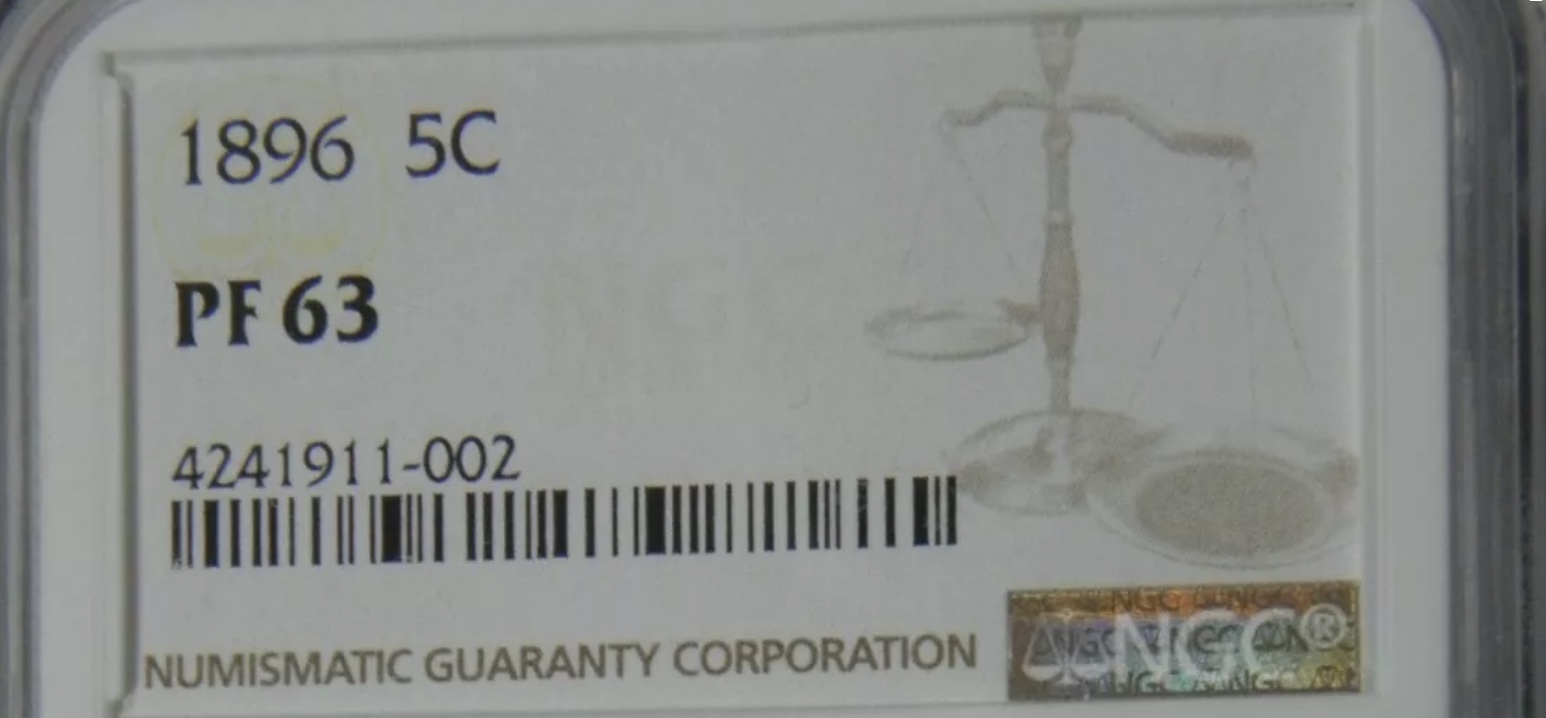 1896 5C
PF 63
4241911-002
NUMISMATIC GUARANTY CORPORATION
NGC®